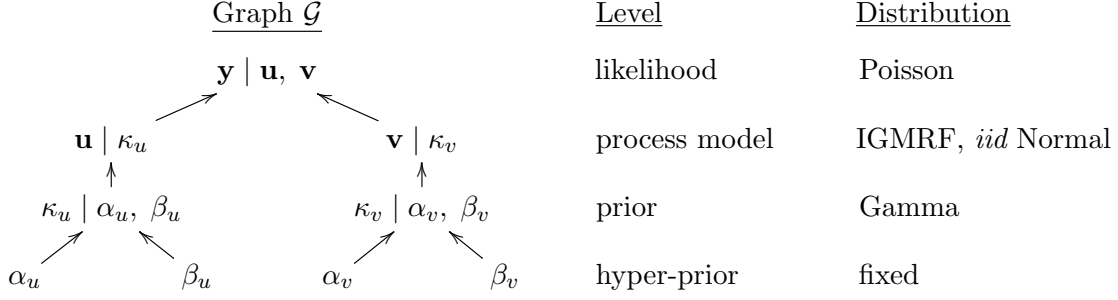 Graph 𝒢 Level Distribution
y | u, v likelihood Poisson
u | κ_u v | κ_v process model IGMRF, iid Normal
κ_u | α_u, β_u κ_v | α_v, β_v prior Gamma
α_u β_u α_v β_v hyper-prior fixed